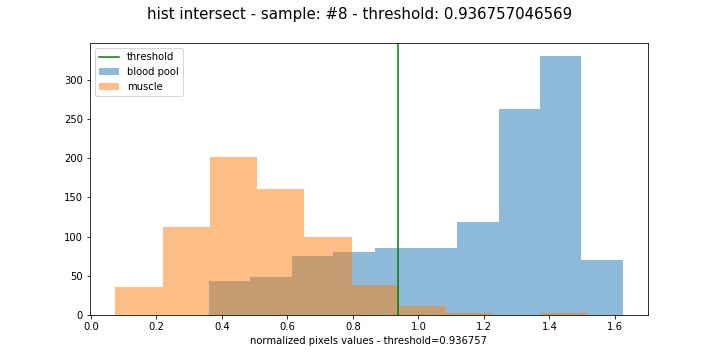 hist intersect - sample: #8 - threshold: 0.936757046569
threshold
blood pool
muscle
300
250
200
150
100
50
0
0.0 0.2 0.4 0.6 0.8 1.0 1.2 1.4 1.6
normalized pixels values - threshold=0.936757